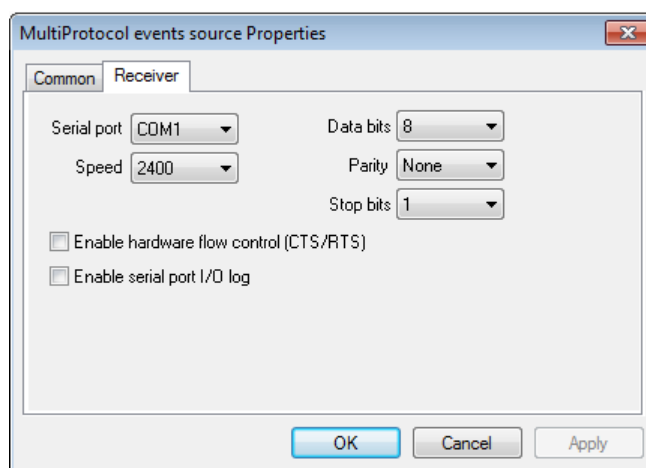 MultiProtocol events source Properties
Common Receiver
Serial port COM1 Data bits 8
Speed 2400 Parity None
Stop bits 1
Enable hardware flow control (CTS/RTS)
Enable serial port I/O log
OK Cancel Apply